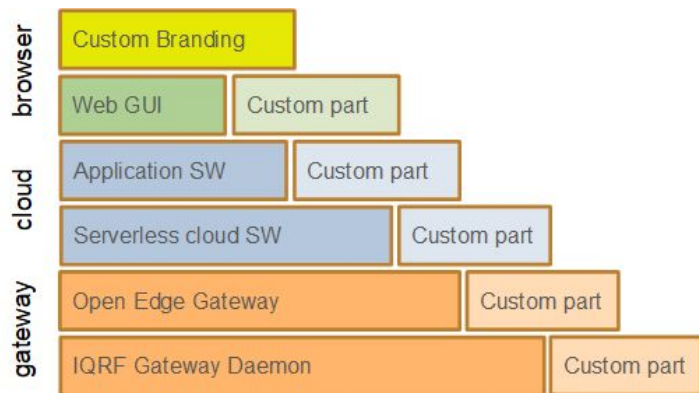 browser
Custom Branding
Web GUI
Custom part
cloud
Application SW
Custom part
Serverless cloud SW
Custom part
gateway
Open Edge Gateway
Custom part
IQRF Gateway Daemon
Custom part